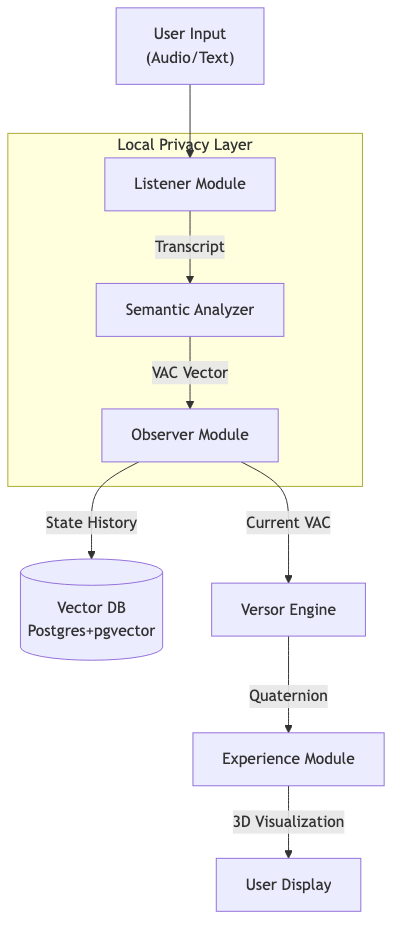 User Input
(Audio/Text)
Local Privacy Layer
Listener Module
Transcript
Semantic Analyzer
VAC Vector
Observer Module
State History
Current VAC
Vector DB
Postgres+pgvector
Versor Engine
Quaternion
Experience Module
3D Visualization
User Display